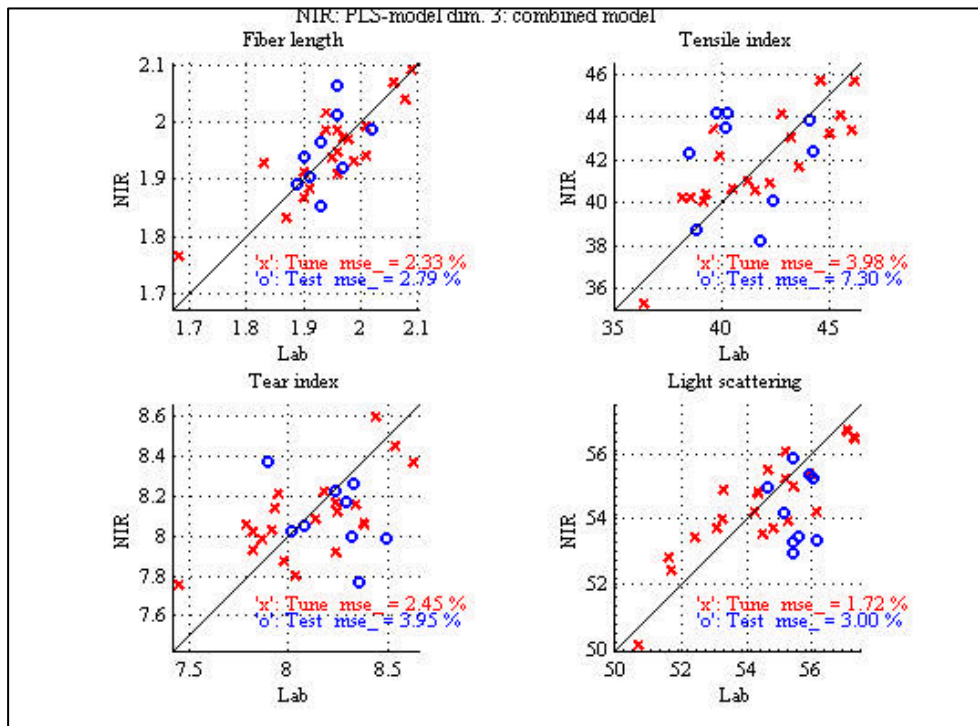 NIR: PLS-model dim. 3: combined model
Fiber length
2.1
2
1.9
1.8
1.7
NIR
'x': Tune mse_ = 2.33 %
'o': Test mse_ = 2.79 %
1.7 1.8 1.9 2 2.1
Lab
Tensile index
46
44
42
40
38
36
NIR
'x': Tune mse_ = 3.98 %
'o': Test mse_ = 7.30 %
35 40 45
Lab
Tear index
8.6
8.4
8.2
8
7.8
7.6
NIR
'x': Tune mse_ = 2.45 %
'o': Test mse_ = 3.95 %
7.5 8 8.5
Lab
Light scattering
56
54
52
50
NIR
'x': Tune mse_ = 1.72 %
'o': Test mse_ = 3.00 %
50 52 54 56
Lab